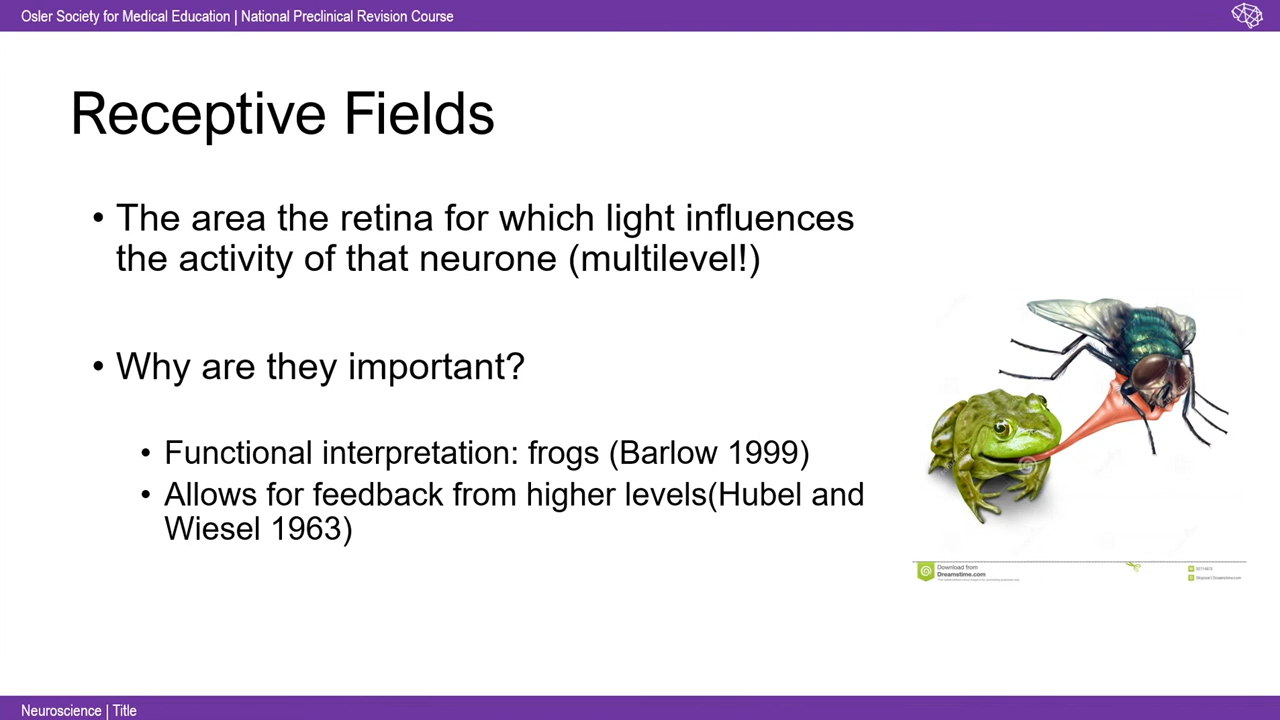 Osler Society for Medical Education | National Preclinical Revision Course
Receptive Fields
• The area the retina for which light influences
the activity of that neurone (multilevel!)
• Why are they important?
• Functional interpretation: frogs (Barlow 1999)
• Allows for feedback from higher levels(Hubel and
Wiesel 1963)
Download from
Dreamstime.com
Neuroscience | Title